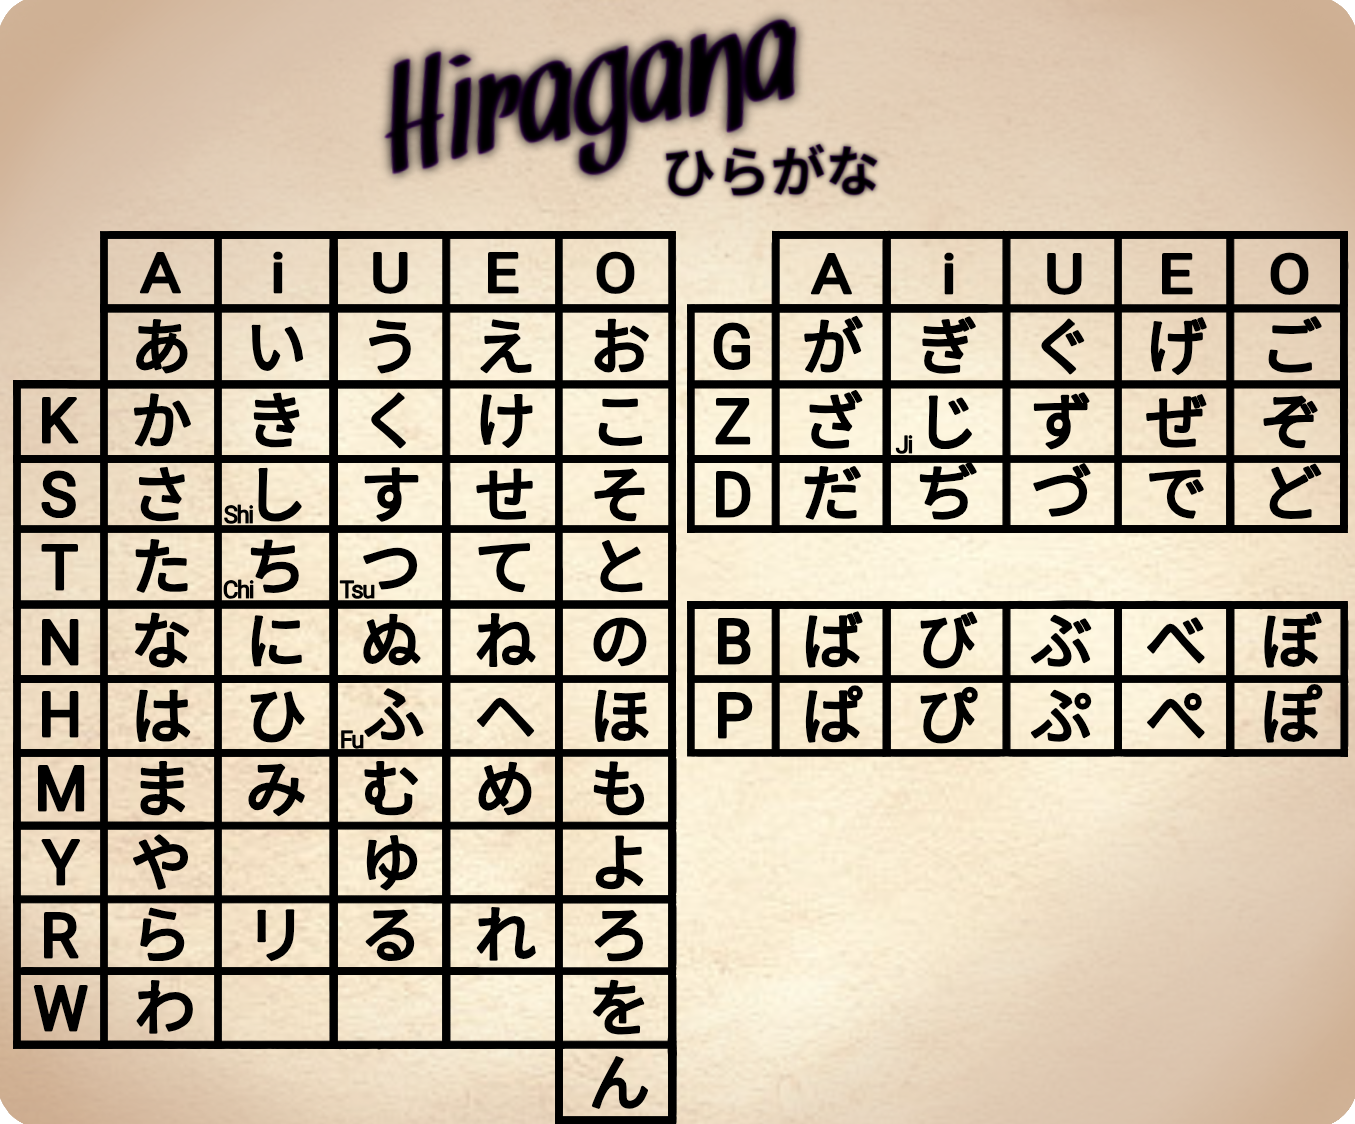 Hiragana
ひらがな
A i U E O
あ い う え お
K か き く け こ
S さ Shi し す せ そ
T た Chi ち Tsu つ て と
N な に ぬ ね の
H は ひ Fu ふ へ ほ
M ま み む め も
Y や ゆ よ
R ら リ る れ ろ
W わ を
ん
A i U E O
G が ぎ ぐ げ ご
Z ざ Ji じ ず ぜ ぞ
D だ ぢ づ で ど
B ば び ぶ べ ぼ
P ぱ ぴ ぷ ぺ ぽ